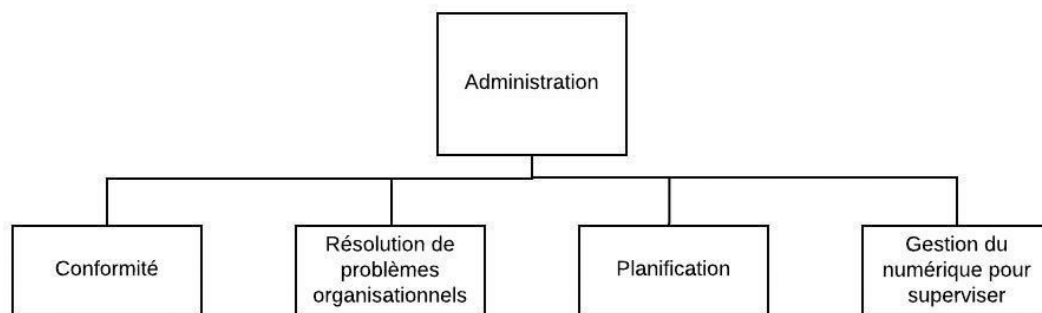 Administration
Conformité
Résolution de
problèmes
organisationnels
Planification
Gestion du
numérique pour
superviser